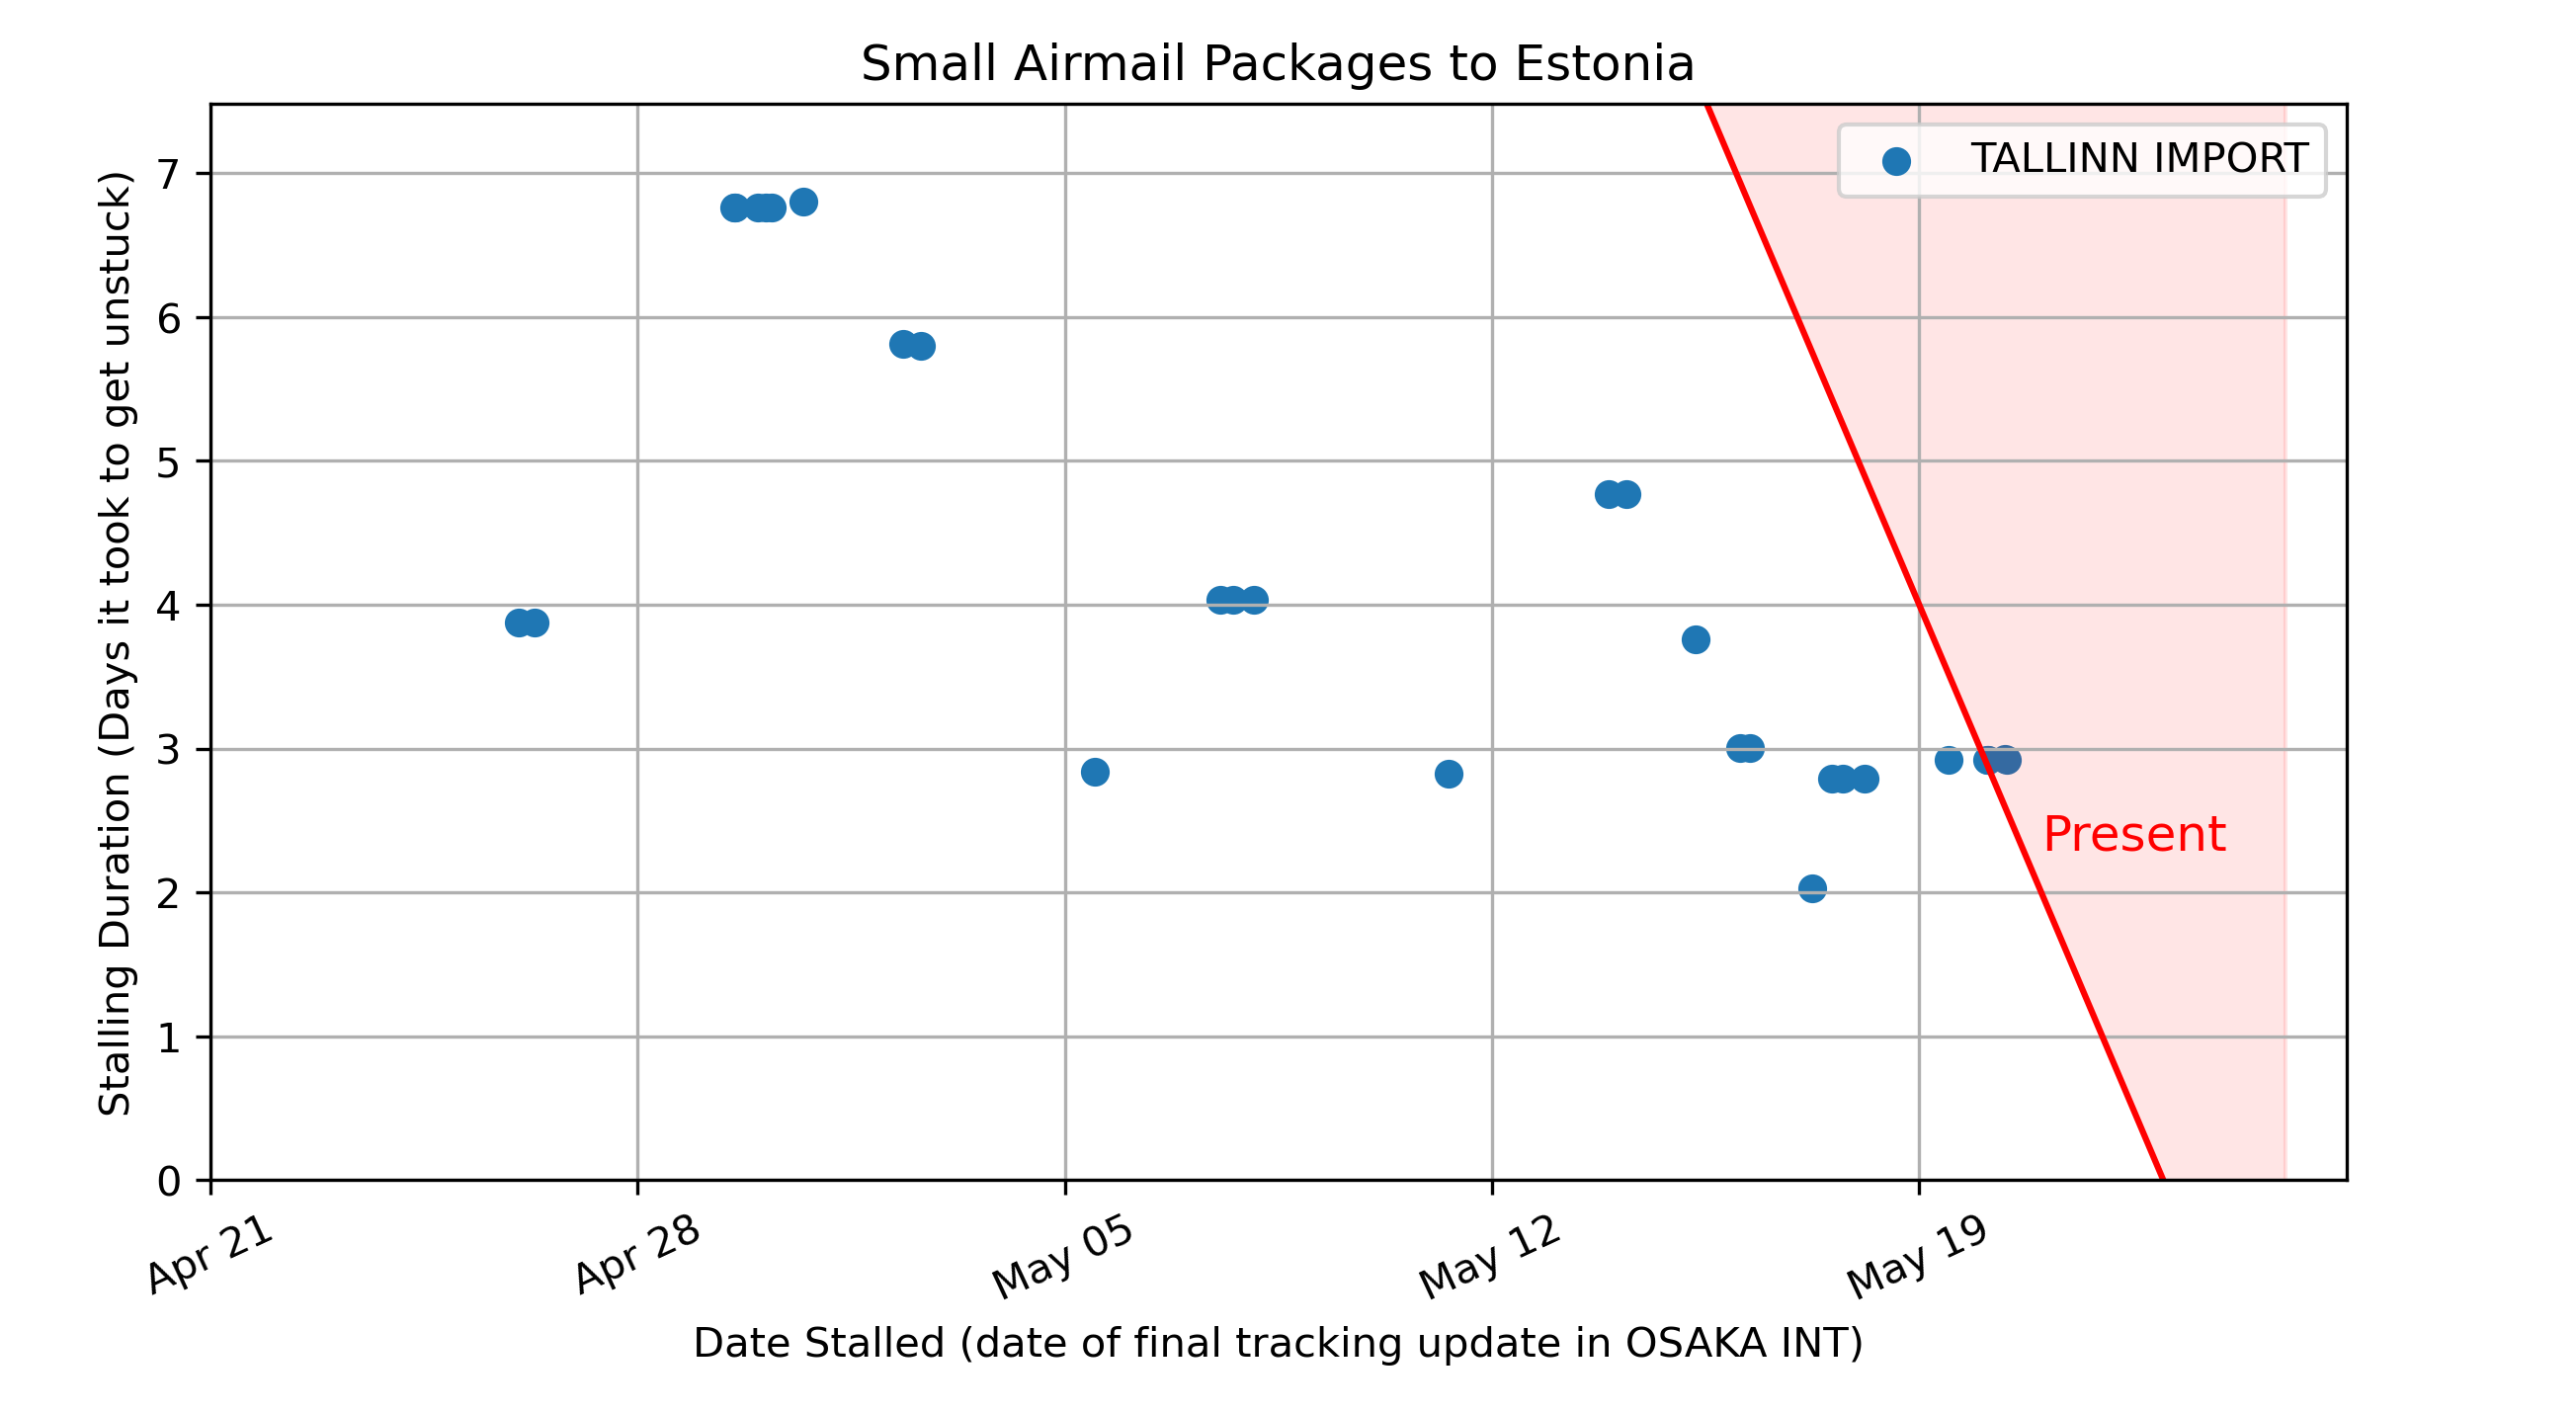 Small Airmail Packages to Estonia
TALLINN IMPORT
Stalling Duration (Days it took to get unstuck)
7
6
5
4
3
2
1
0
Present
Apr 21
Apr 28
May 05
May 12
May 19
Date Stalled (date of final tracking update in OSAKA INT)